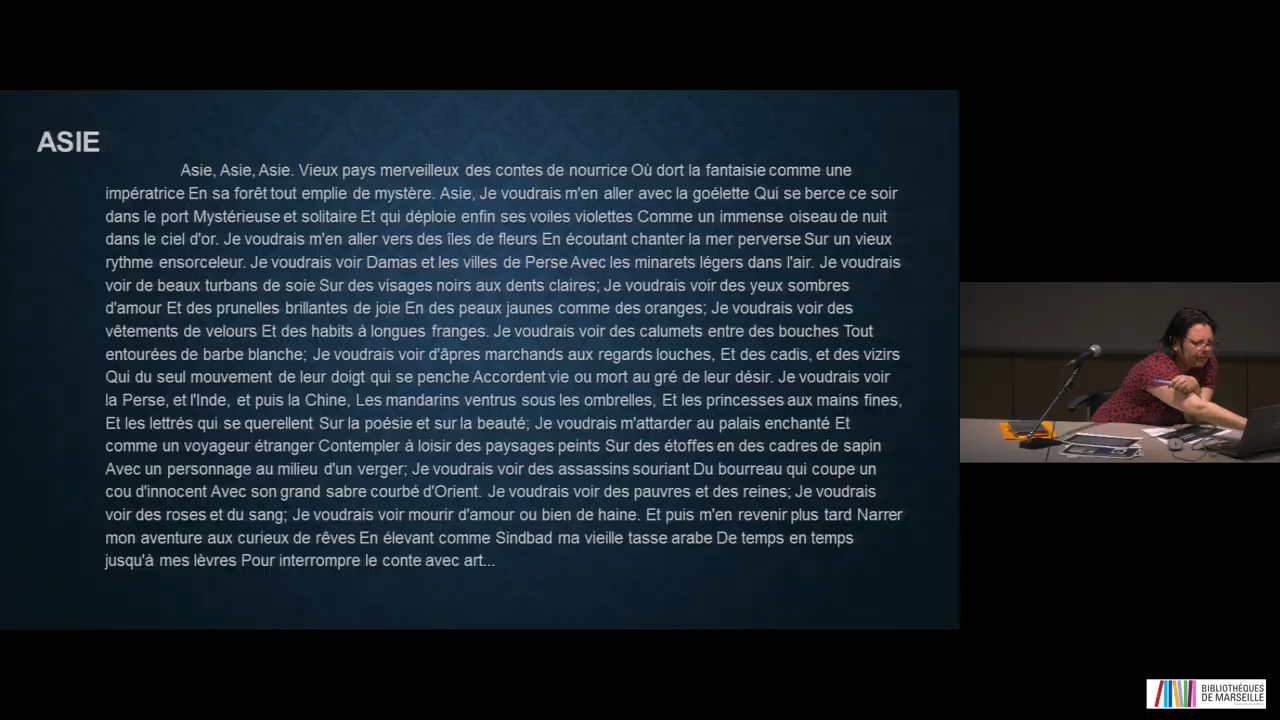 ASIE
Asie, Asie, Asie. Vieux pays merveilleux des contes de nourrice Où dort la fantaisie comme une
impératrice En sa forêt tout emplie de mystère. Asie, Je voudrais m'en aller avec la goélette Qui se berce ce soir
dans le port Mystérieuse et solitaire Et qui déploie enfin ses voiles violettes Comme un immense oiseau de nuit
dans le ciel d'or. Je voudrais m'en aller vers des îles de fleurs En écoutant chanter la mer perverse Sur un vieux
rythme ensorceleur. Je voudrais voir Damas et les villes de Perse Avec les minarets légers dans l'air. Je voudrais
voir de beaux turbans de soie Sur des visages noirs aux dents claires; Je voudrais voir des yeux sombres
d'amour Et des prunelles brillantes de joie En des peaux jaunes comme des oranges; Je voudrais voir des
vêtements de velours Et des habits à longues franges. Je voudrais voir des calumets entre des bouches Tout
entourées de barbe blanche; Je voudrais voir d'âpres marchands aux regards louches, Et des cadis, et des vizirs
Qui du seul mouvement de leur doigt qui se penche Accordent vie ou mort au gré de leur désir. Je voudrais voir
la Perse, et l'Inde, et puis la Chine, Les mandarins ventrus sous les ombrelles, Et les princesses aux mains fines,
Et les lettrés qui se querellent Sur la poésie et sur la beauté; Je voudrais m'attarder au palais enchanté Et
comme un voyageur étranger Contempler à loisir des paysages peints Sur des étoffes en des cadres de sapin
Avec un personnage au milieu d'un verger; Je voudrais voir des assassins souriant Du bourreau qui coupe un
cou d'innocent Avec son grand sabre courbé d'Orient. Je voudrais voir des pauvres et des reines; Je voudrais
voir des roses et du sang; Je voudrais voir mourir d'amour ou bien de haine. Et puis m'en revenir plus tard Narrer
mon aventure aux curieux de rêves En élevant comme Sindbad ma vieille tasse arabe De temps en temps
jusqu'à mes lèvres Pour interrompre le conte avec art...
BIBLIOTHÈQUES
DE MARSEILLE